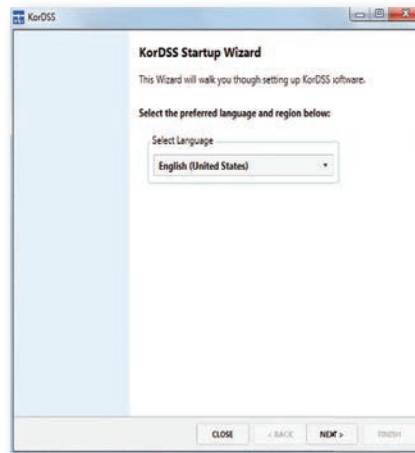 KorDSS
KorDSS Startup Wizard
This Wizard will walk you though setting up KorDSS software.
Select the preferred language and region below:
Select Language
English (United States)
CLOSE
< BACK
NEXT >
FINISH